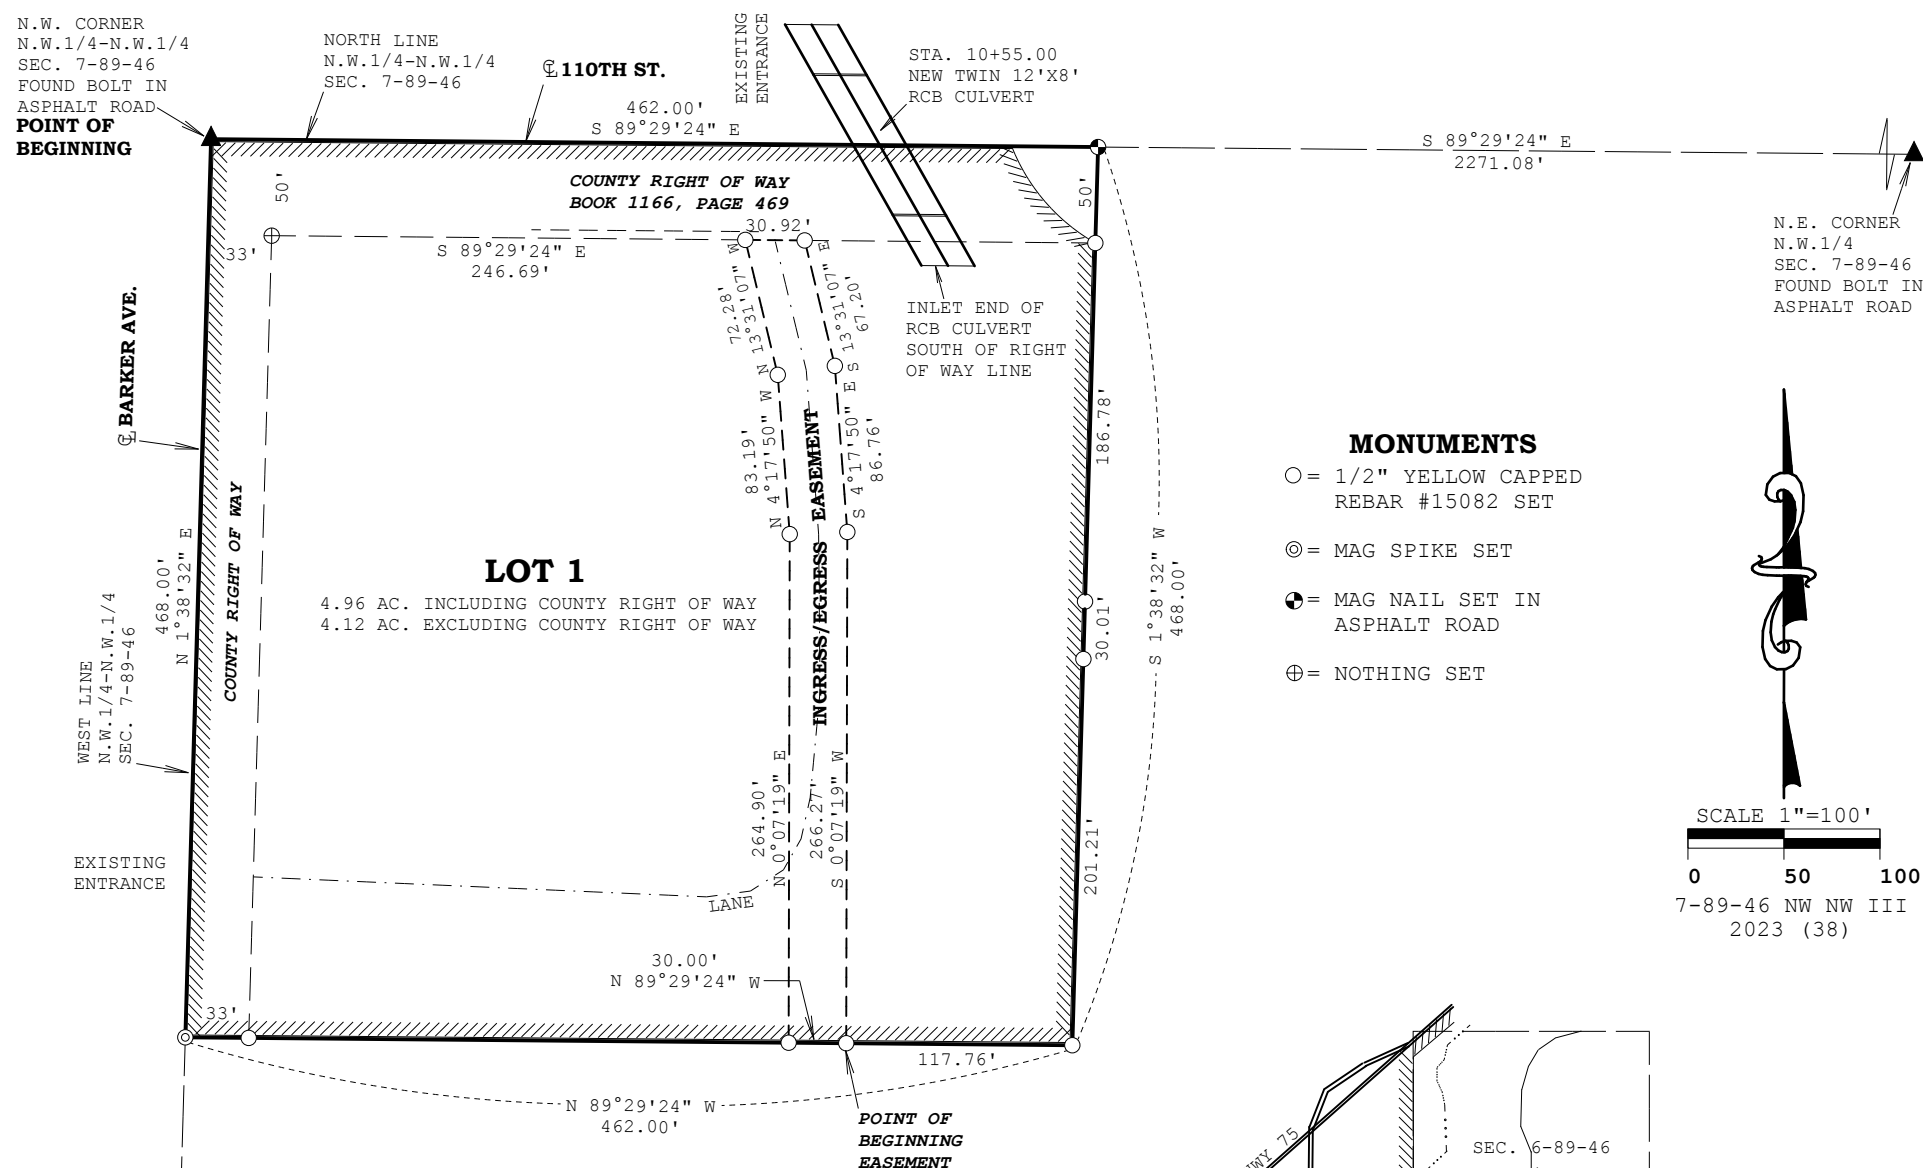 N.W. CORNER
N.W.1/4-N.W.1/4
SEC. 7-89-46
FOUND BOLT IN
ASPHALT ROAD
POINT OF
BEGINNING
NORTH LINE
N.W.1/4-N.W.1/4
SEC. 7-89-46
℄ 110TH ST.
462.00'
S 89°29'24" E
EXISTING
ENTRANCE
STA. 10+55.00
NEW TWIN 12'X8'
RCB CULVERT
S 89°29'24" E
2271.08'
N.E. CORNER
N.W.1/4
SEC. 7-89-46
FOUND BOLT IN
ASPHALT ROAD
50'
COUNTY RIGHT OF WAY
BOOK 1166, PAGE 469
50'
33'
S 89°29'24" E
246.69'
30.92'
72.28'
N 13°31'07" W
S 13°31'07" E
67.20'
INLET END OF
RCB CULVERT
SOUTH OF RIGHT
OF WAY LINE
℄ BARKER AVE.
83.19'
N 4°17'50" W
S 4°17'50" E
86.76'
186.78'
INGRESS/EGRESS EASEMENT
COUNTY RIGHT OF WAY
468.00'
N 1°38'32" E
LOT 1
4.96 AC. INCLUDING COUNTY RIGHT OF WAY
4.12 AC. EXCLUDING COUNTY RIGHT OF WAY
30.01'
S 1°38'32" W
468.00'
WEST LINE
N.W.1/4-N.W.1/4
SEC. 7-89-46
264.90'
N 0°07'19" E
266.27'
S 0°07'19" W
201.21'
EXISTING
ENTRANCE
LANE
30.00'
N 89°29'24" W
33'
117.76'
N 89°29'24" W
462.00'
POINT OF
BEGINNING
EASEMENT
MONUMENTS
= 1/2" YELLOW CAPPED
REBAR #15082 SET
= MAG SPIKE SET
= MAG NAIL SET IN
ASPHALT ROAD
= NOTHING SET
SCALE 1"=100'
0 50 100
7-89-46 NW NW III
2023 (38)
HWY 75
SEC. 6-89-46